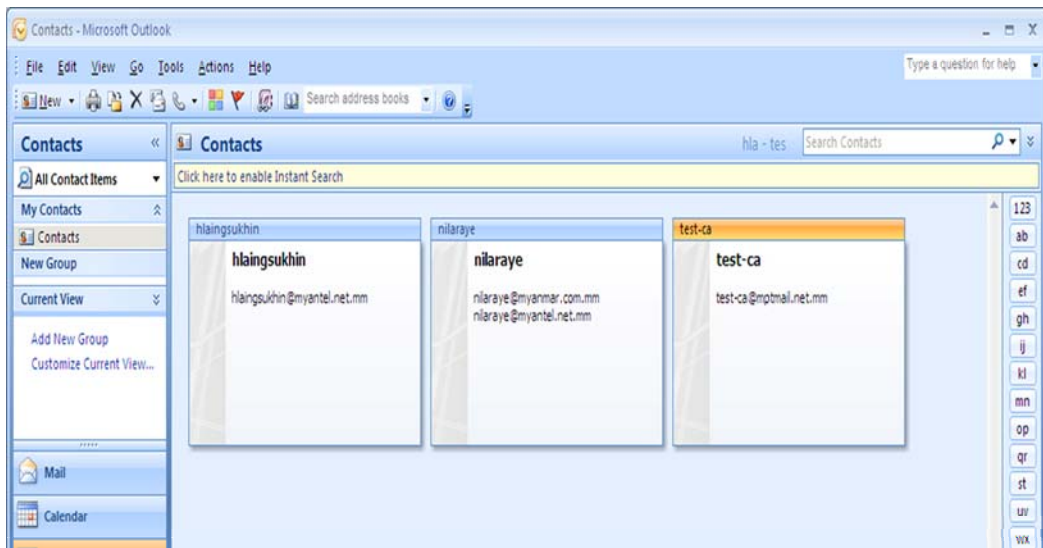 Contacts - Microsoft Outlook
File Edit View Go Tools Actions Help
Type a question for help
New
Search address books
Contacts
Contacts
hla - tes
Search Contacts
All Contact Items
Click here to enable Instant Search
My Contacts
Contacts
New Group
Current View
Add New Group
Customize Current View...
Mail
Calendar
hlaingsukhin
hlaingsukhin
hlaingsukhin@myantel.net.mm
nilaraye
nilaraye
nilaraye@myanmar.com.mm
nilaraye@myantel.net.mm
test-ca
test-ca
test-ca@mptmail.net.mm
123
ab
cd
ef
gh
ij
kl
mn
op
qr
st
uv
wx